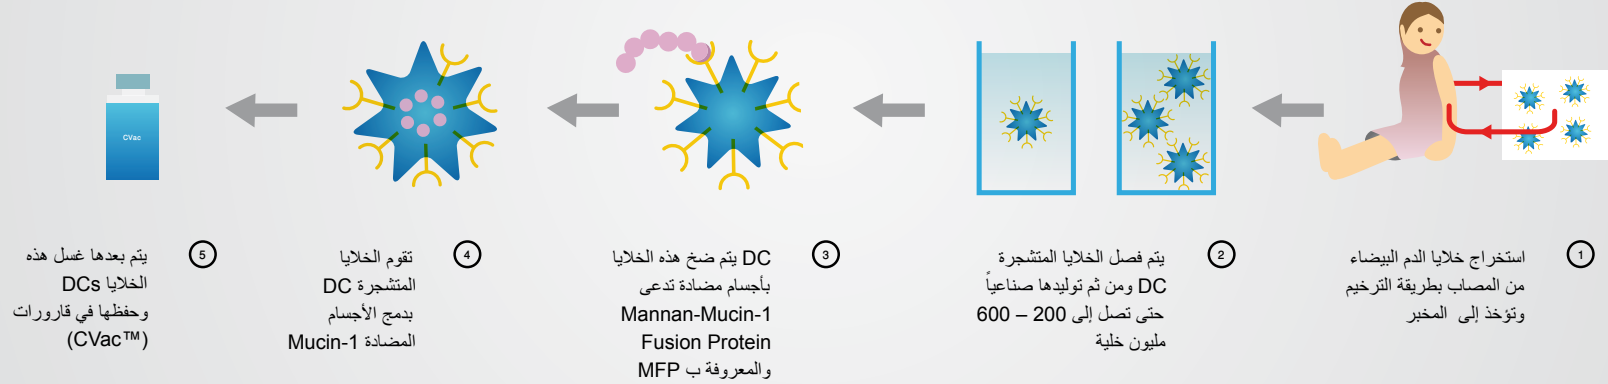 1
استخراج خلايا الدم البيضاء
من المصاب بطريقة الترخيم
وتؤخذ إلى المخبر
2
يتم فصل الخلايا المتشجرة
DC ومن ثم توليدها صناعياً
حتى تصل إلى 200 – 600
مليون خلية
3
DC يتم ضخ هذه الخلايا
بأجسام مضادة تدعى
Mannan-Mucin-1
Fusion Protein
والمعروفة ب MFP
4
تقوم الخلايا
المتشجرة DC
بدمج الأجسام
المضادة Mucin-1
5
يتم بعدها غسل هذه
الخلايا DCs
وحفظها في قارورات
(CVac™)
CVac